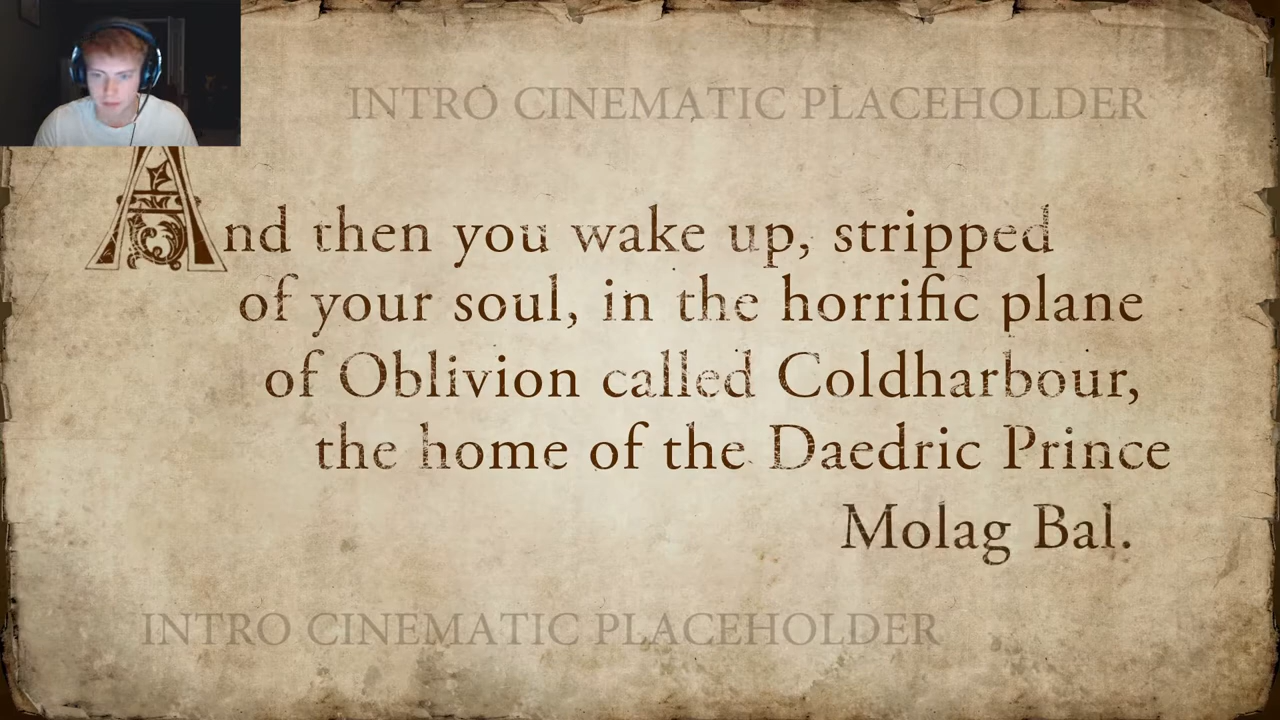 INTRO CINEMATIC PLACEHOLDER
And then you wake up, stripped
of your soul, in the horrific plane
of Oblivion called Coldharbour,
the home of the Daedric Prince
Molag Bal.
INTRO CINEMATIC PLACEHOLDER